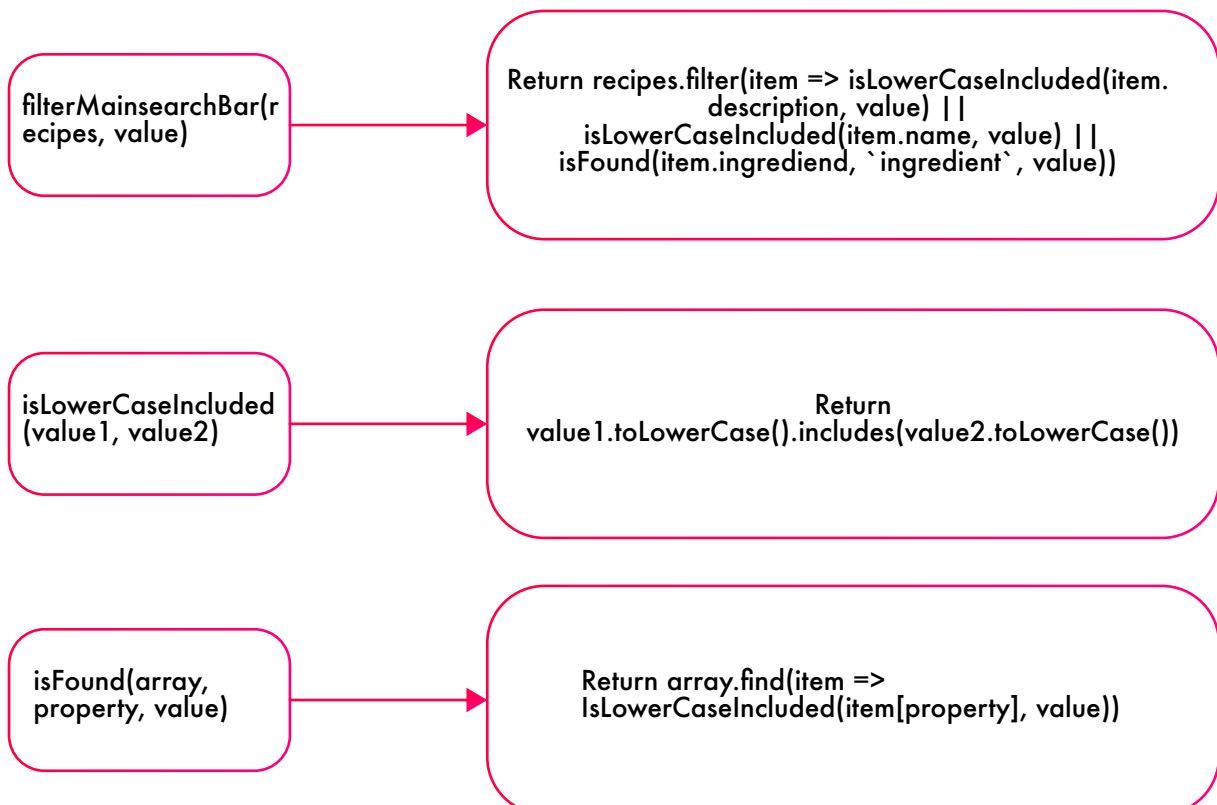 filterMainsearchBar(r
ecipes, value)
Return recipes.filter(item => isLowerCaseIncluded(item.
description, value) ||
isLowerCaseIncluded(item.name, value) ||
isFound(item.ingrediend, `ingredient`, value))
isLowerCaseIncluded
(value1, value2)
Return
value1.toLowerCase().includes(value2.toLowerCase())
isFound(array,
property, value)
Return array.find(item =>
IsLowerCaseIncluded(item[property], value))